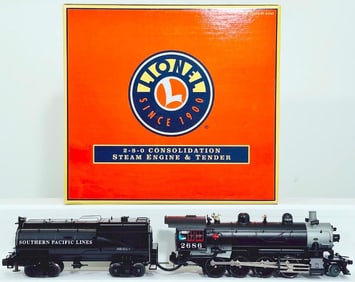 LIONEL
L
SINCE 1900
2-8-0 CONSOLIDATION
STEAM ENGINE & TENDER
SOUTHERN PACIFIC LINES
2686